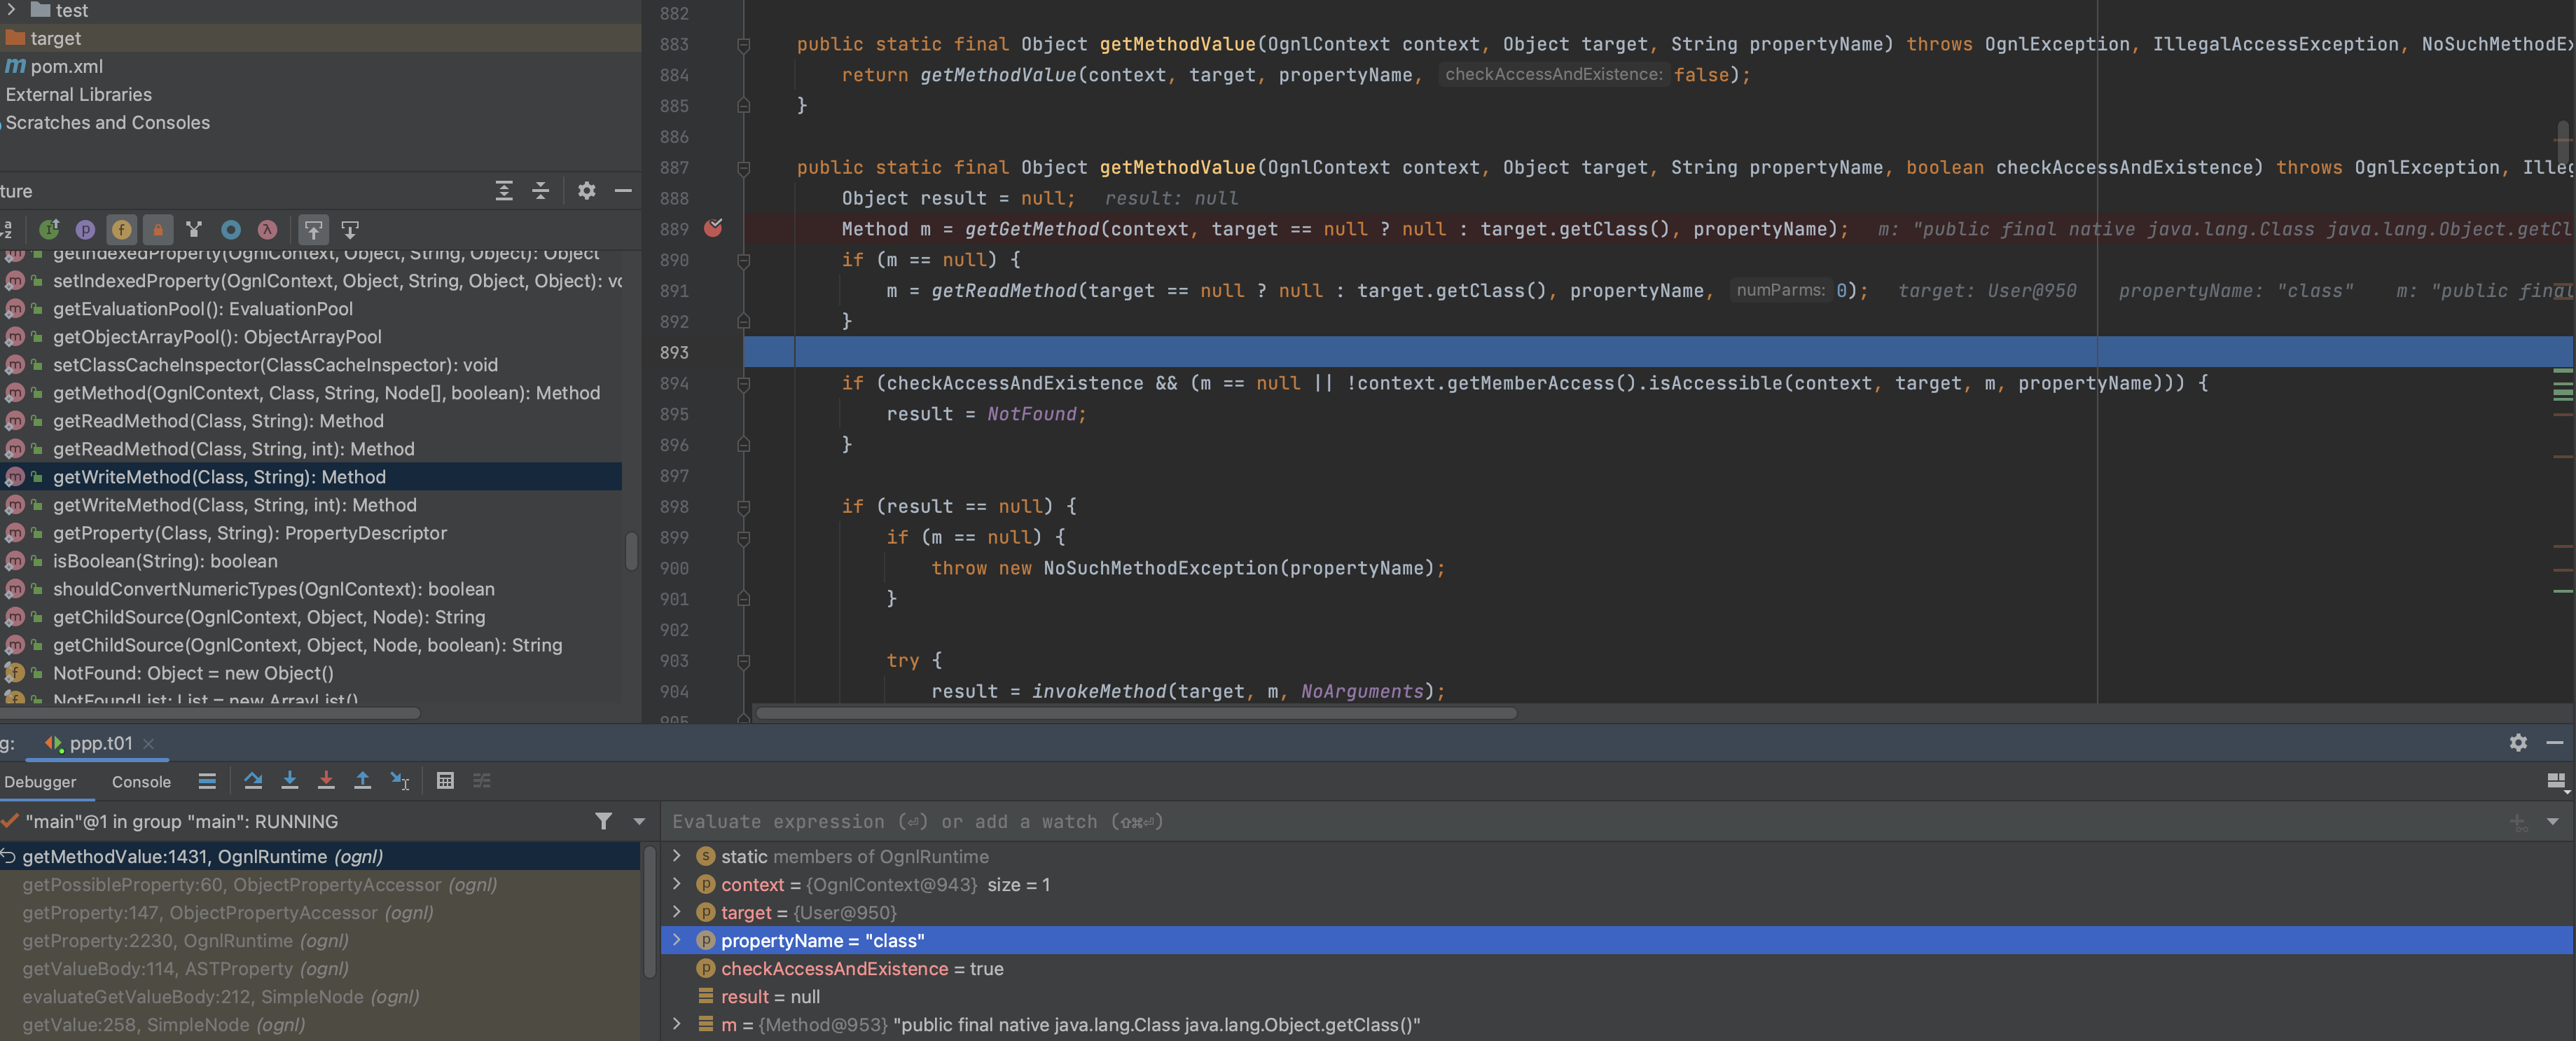 test
target
pom.xml
External Libraries
Scratches and Consoles
ture
getIndexedProperty(OgnlContext, Object, String, Object): Object
setIndexedProperty(OgnlContext, Object, String, Object, Object): vo
getEvaluationPool(): EvaluationPool
getObjectArrayPool(): ObjectArrayPool
setClassCacheInspector(ClassCacheInspector): void
getMethod(OgnlContext, Class, String, Node[], boolean): Method
getReadMethod(Class, String): Method
getReadMethod(Class, String, int): Method
getWriteMethod(Class, String): Method
getWriteMethod(Class, String, int): Method
getProperty(Class, String): PropertyDescriptor
isBoolean(String): boolean
shouldConvertNumericTypes(OgnlContext): boolean
getChildSource(OgnlContext, Object, Node): String
getChildSource(OgnlContext, Object, Node, boolean): String
NotFound: Object = new Object()
NotFoundList: List = new ArrayList()
882
883 public static final Object getMethodValue(OgnlContext context, Object target, String propertyName) throws OgnlException, IllegalAccessException, NoSuchMethodEx
884 return getMethodValue(context, target, propertyName, checkAccessAndExistence: false);
885 }
886
887 public static final Object getMethodValue(OgnlContext context, Object target, String propertyName, boolean checkAccessAndExistence) throws OgnlException, Illeg
888 Object result = null; result: null
889 Method m = getGetMethod(context, target == null ? null : target.getClass(), propertyName); m: "public final native java.lang.Class java.lang.Object.getCl
890 if (m == null) {
891 m = getReadMethod(target == null ? null : target.getClass(), propertyName, numParms: 0); target: User@950 propertyName: "class" m: "public final
892 }
893
894 if (checkAccessAndExistence && (m == null || !context.getMemberAccess().isAccessible(context, target, m, propertyName))) {
895 result = NotFound;
896 }
897
898 if (result == null) {
899 if (m == null) {
900 throw new NoSuchMethodException(propertyName);
901 }
902
903 try {
904 result = invokeMethod(target, m, NoArguments);
905
g: ppp.t01
Debugger Console
"main"@1 in group "main": RUNNING
getMethodValue:1431, OgnlRuntime (ognl)
getPossibleProperty:60, ObjectPropertyAccessor (ognl)
getProperty:147, ObjectPropertyAccessor (ognl)
getProperty:2230, OgnlRuntime (ognl)
getValueBody:114, ASTProperty (ognl)
evaluateGetValueBody:212, SimpleNode (ognl)
getValue:258, SimpleNode (ognl)
Evaluate expression (⏎) or add a watch (⇧⌘⏎)
static members of OgnlRuntime
context = {OgnlContext@943} size = 1
target = {User@950}
propertyName = "class"
checkAccessAndExistence = true
result = null
m = {Method@953} "public final native java.lang.Class java.lang.Object.getClass()"